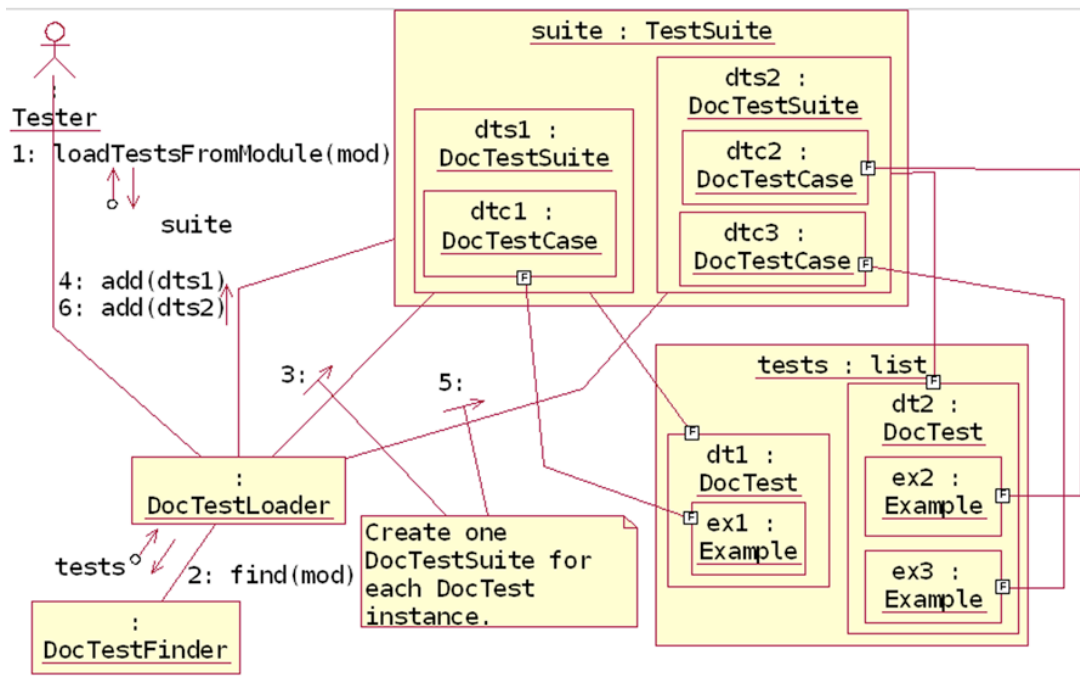 suite : TestSuite
:
Tester
1: loadTestsFromModule(mod)
suite
4: add(dts1)
6: add(dts2)
dts1 :
DocTestSuite
dtc1 :
DocTestCase
F
dts2 :
DocTestSuite
dtc2 :
DocTestCase
F
dtc3 :
DocTestCase
F
3:
5:
tests : list
F
dt1 :
DocTest
F
ex1 :
Example
F
dt2 :
DocTest
ex2 :
Example
F
ex3 :
Example
F
:
DocTestLoader
tests
2: find(mod)
:
DocTestFinder
Create one
DocTestSuite for
each DocTest
instance.